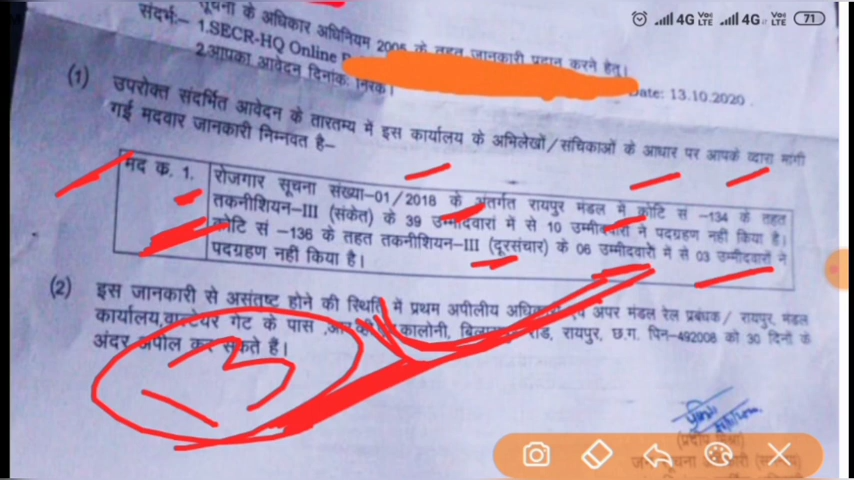 4G VoLTE 4G VoLTE 71
सूचना के अधिकार अधिनियम 2005 के तहत जानकारी प्रदान करने हेतु।
संदर्भः– 1.SECR-HQ Online
2.आपका आवेदन दिनांकः निरंक। Date: 13.10.2020
(1) उपरोक्त संदर्भित आवेदन के तारतम्य में इस कार्यालय के अभिलेखों/संचिकाओं के आधार पर आपके व्दारा मांगी
गई मदवार जानकारी निम्नवत है–
मद क. 1. रोजगार सूचना संख्या–01/2018 के अंतर्गत रायपुर मंडल में कोटि सं –134 के तहत
तकनीशियन–III (संकेत) के 39 उम्मीदवारों में से 10 उम्मीदवारों ने पदग्रहण नही किया है।
कोटि सं –136 के तहत तकनीशियन–III (दूरसंचार) के 06 उम्मीदवारों में से 03 उम्मीदवारों ने
पदग्रहण नही किया है।
(2) इस जानकारी से असंतुष्ट होने की स्थिति में प्रथम अपीलीय अधिकारी एवं अपर मंडल रेल प्रबंधक/ रायपुर, मंडल
कार्यालय,वाल्टेयर गेट के पास कालोनी, रोड, रायपुर, छ.ग. पिन–492008 को 30 दिनों के
अंदर अपील कर सकते हैं।
3